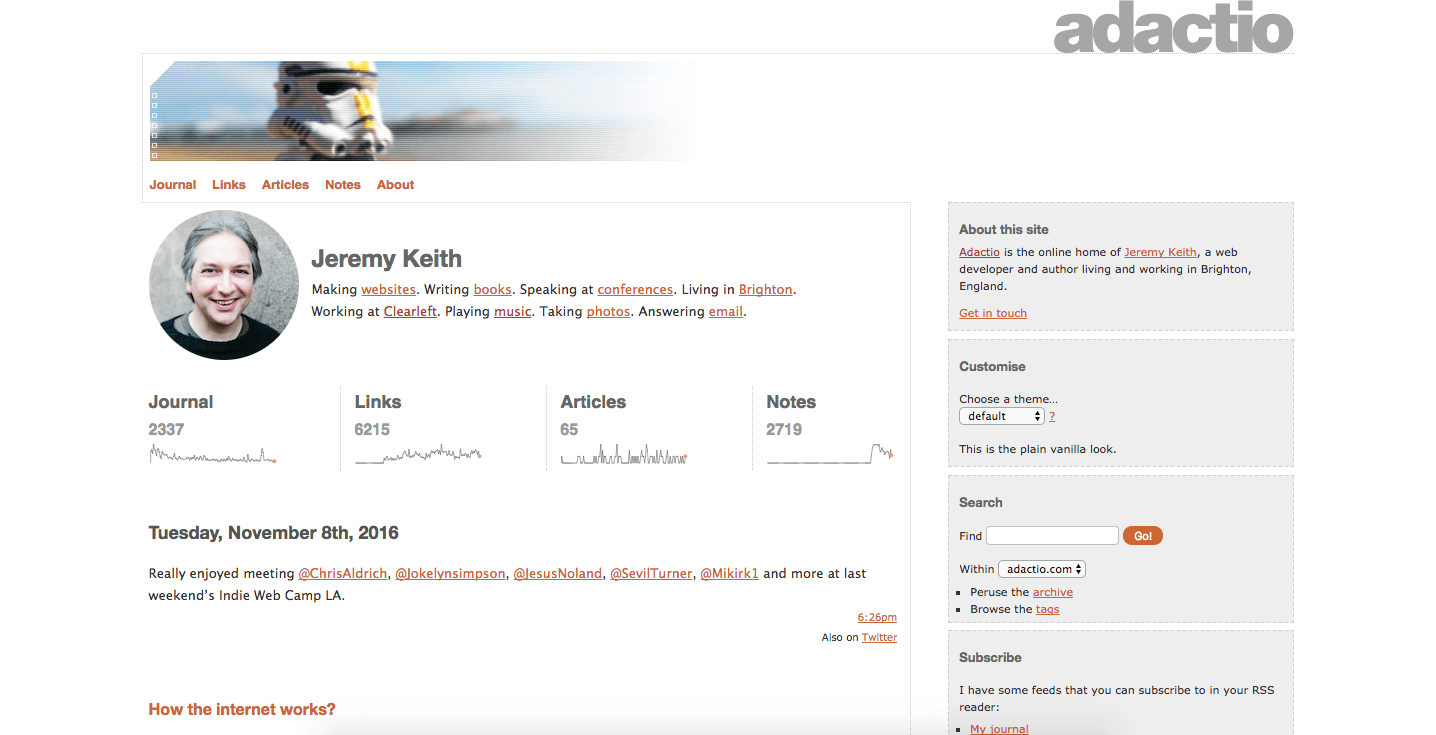 adactio
Journal Links Articles Notes About
Jeremy Keith
Making websites. Writing books. Speaking at conferences. Living in Brighton.
Working at Clearleft. Playing music. Taking photos. Answering email.
Journal
2337
Links
6215
Articles
65
Notes
2719
Tuesday, November 8th, 2016
Really enjoyed meeting @ChrisAldrich, @Jokelynsimpson, @JesusNoland, @SevilTurner, @Mikirk1 and more at last
weekend’s Indie Web Camp LA.
6:26pm
Also on Twitter
How the internet works?
About this site
Adactio is the online home of Jeremy Keith, a web
developer and author living and working in Brighton,
England.
Get in touch
Customise
Choose a theme…
default ?
This is the plain vanilla look.
Search
Find Go!
Within adactio.com
Peruse the archive
Browse the tags
Subscribe
I have some feeds that you can subscribe to in your RSS
reader:
My journal